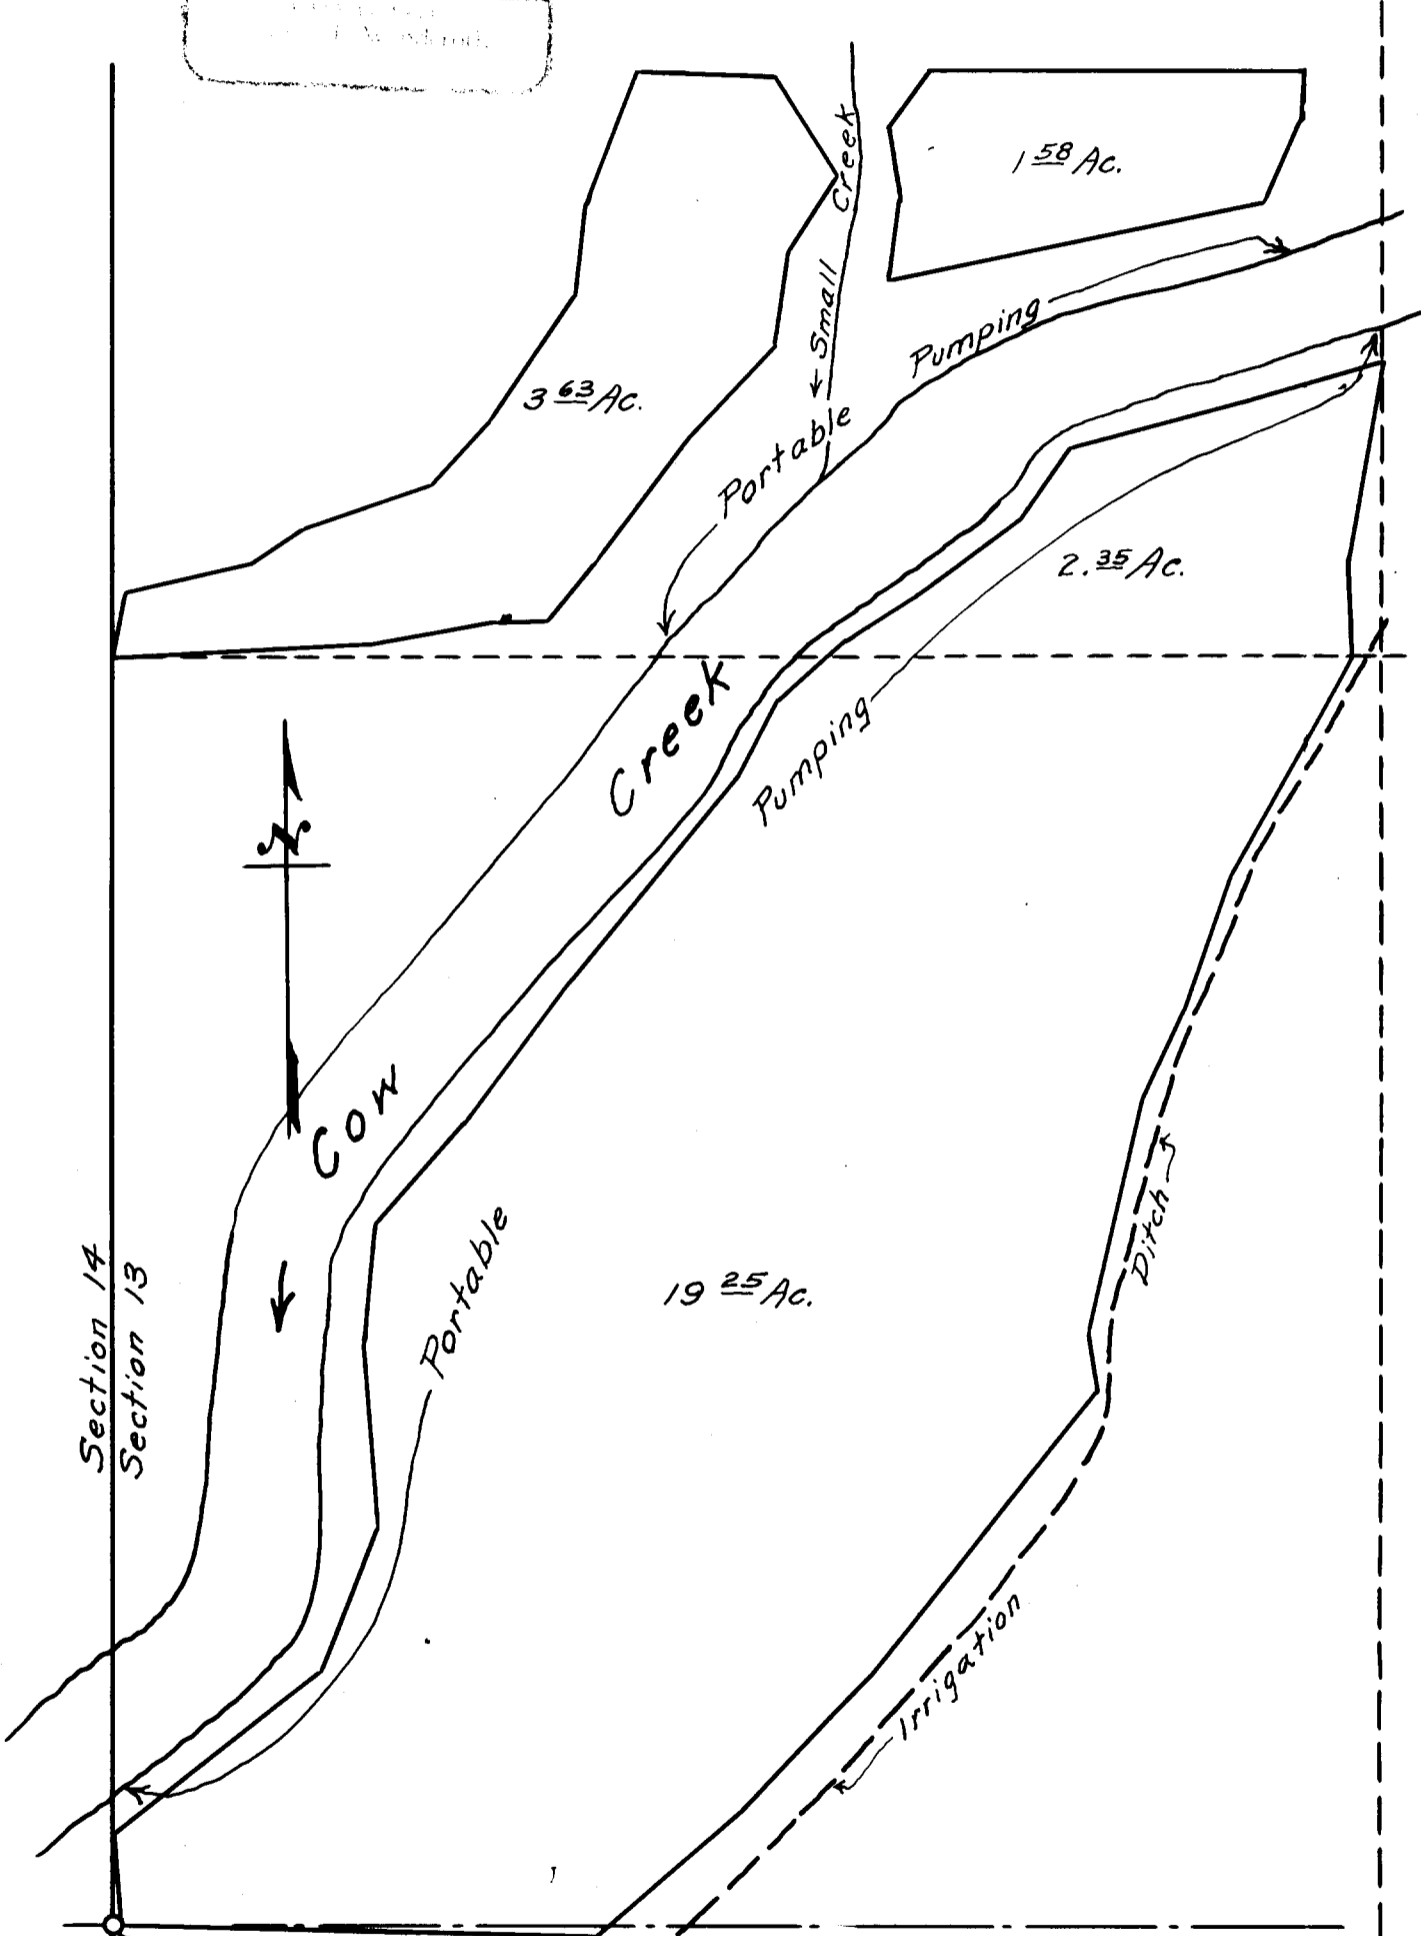 1 58 Ac.
Small Creek
3 63 Ac.
Portable Pumping
2.35 Ac.
Cow Creek
N
Portable Pumping
19 25 Ac.
Section 14
Section 13
Irrigation Ditch